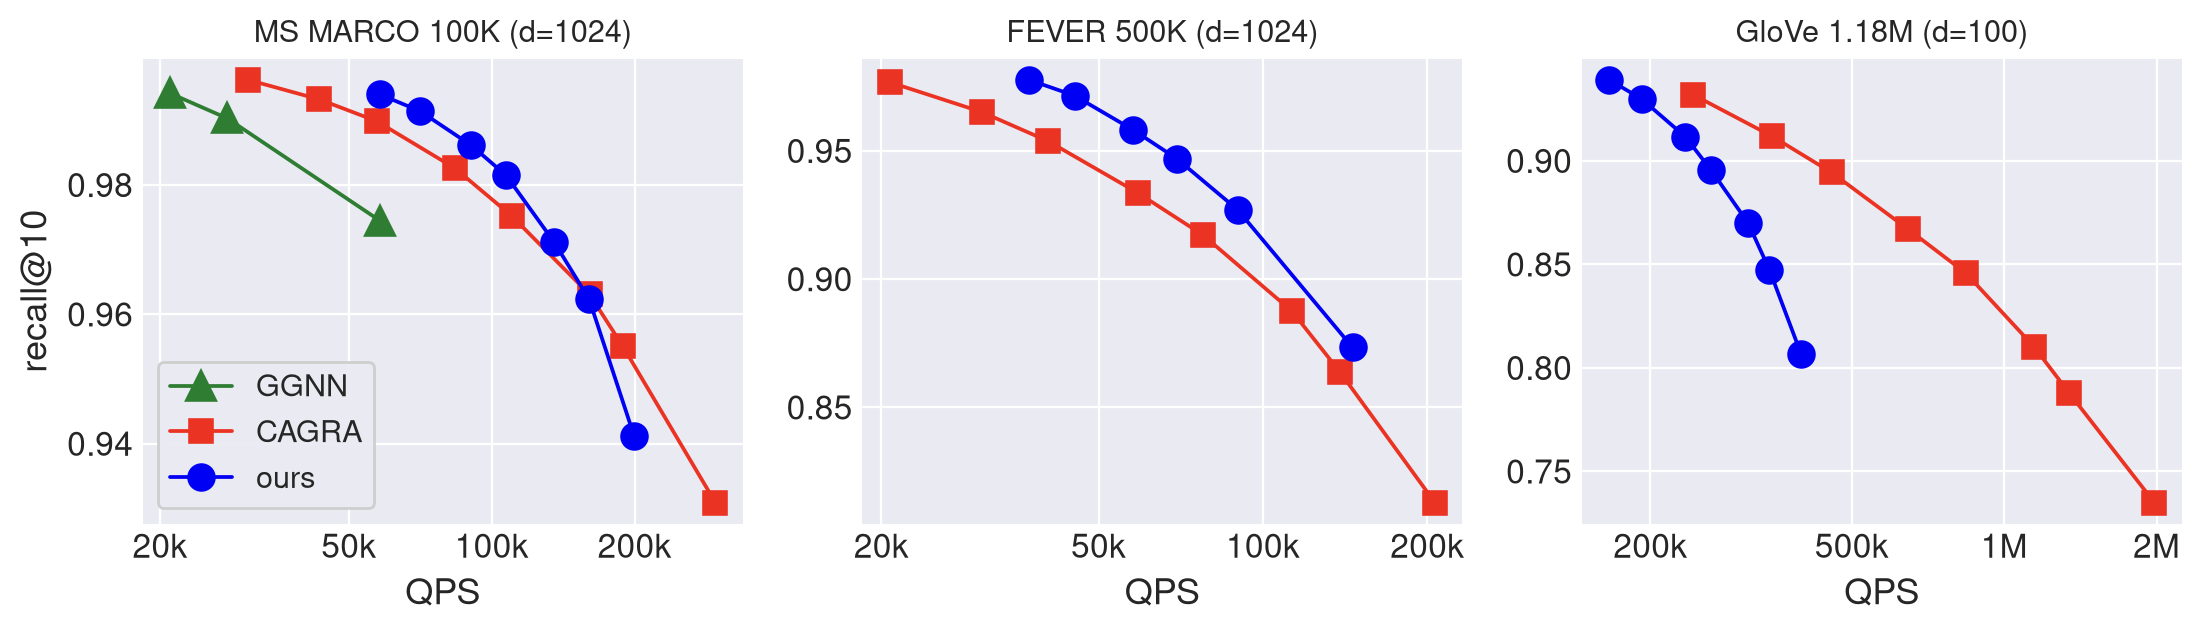 MS MARCO 100K (d=1024)
recall@10
0.98
0.96
0.94
GGNN
CAGRA
ours
20k 50k 100k 200k
QPS
FEVER 500K (d=1024)
0.95
0.90
0.85
20k 50k 100k 200k
QPS
GloVe 1.18M (d=100)
0.90
0.85
0.80
0.75
200k 500k 1M 2M
QPS